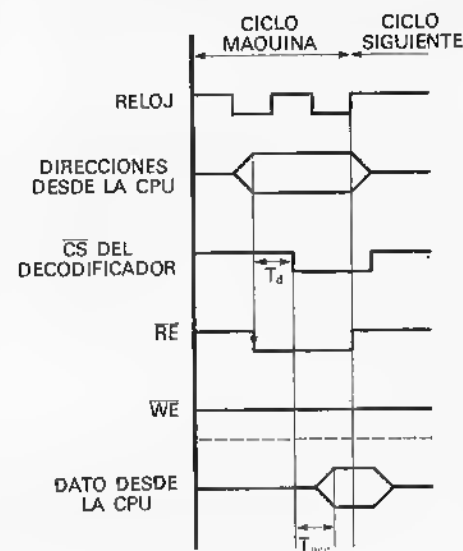 CICLO
MAQUINA
CICLO
SIGUIENTE
RELOJ
DIRECCIONES
DESDE LA CPU
CS DEL
DECODIFICADOR
Td
RE
WE
DATO DESDE
LA CPU